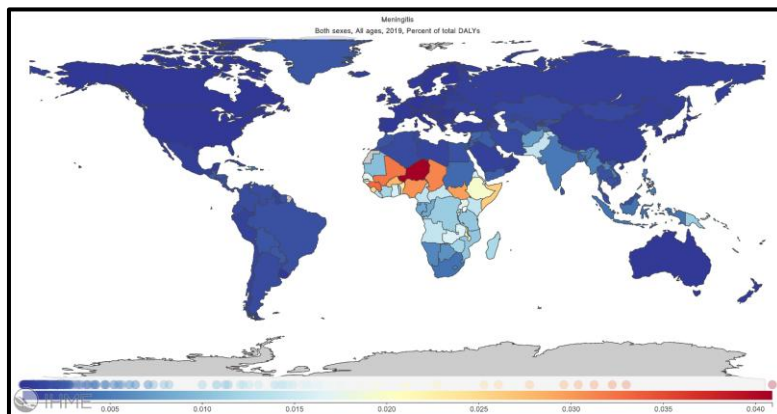 Meningitis
Both sexes, All ages, 2019, Percent of total DALYs
IHME
0.005 0.010 0.015 0.020 0.025 0.030 0.035 0.040